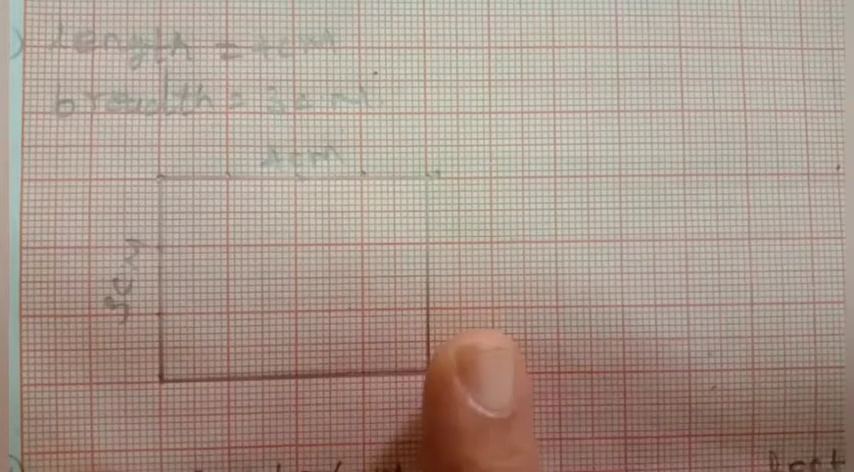 ) length = 4cm
breadth = 3cm
4cm
3cm